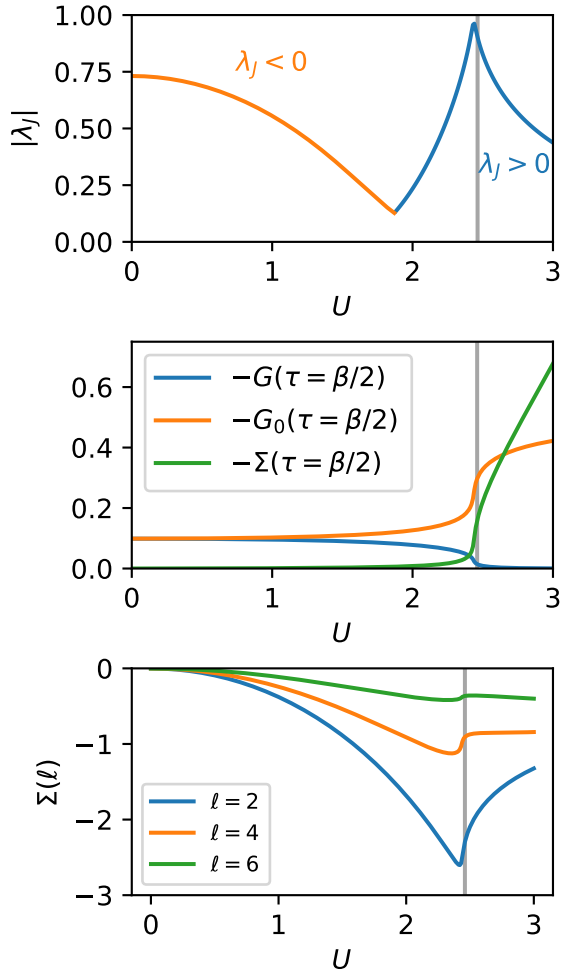 1.00
0.75
0.50
0.25
0.00
|λ_J|
λ_J < 0
λ_J > 0
0 1 2 3
U
0.6
0.4
0.2
0.0
−G(τ = β/2)
−G₀(τ = β/2)
−Σ(τ = β/2)
0 1 2 3
U
0
−1
−2
−3
Σ(ℓ)
ℓ = 2
ℓ = 4
ℓ = 6
0 1 2 3
U